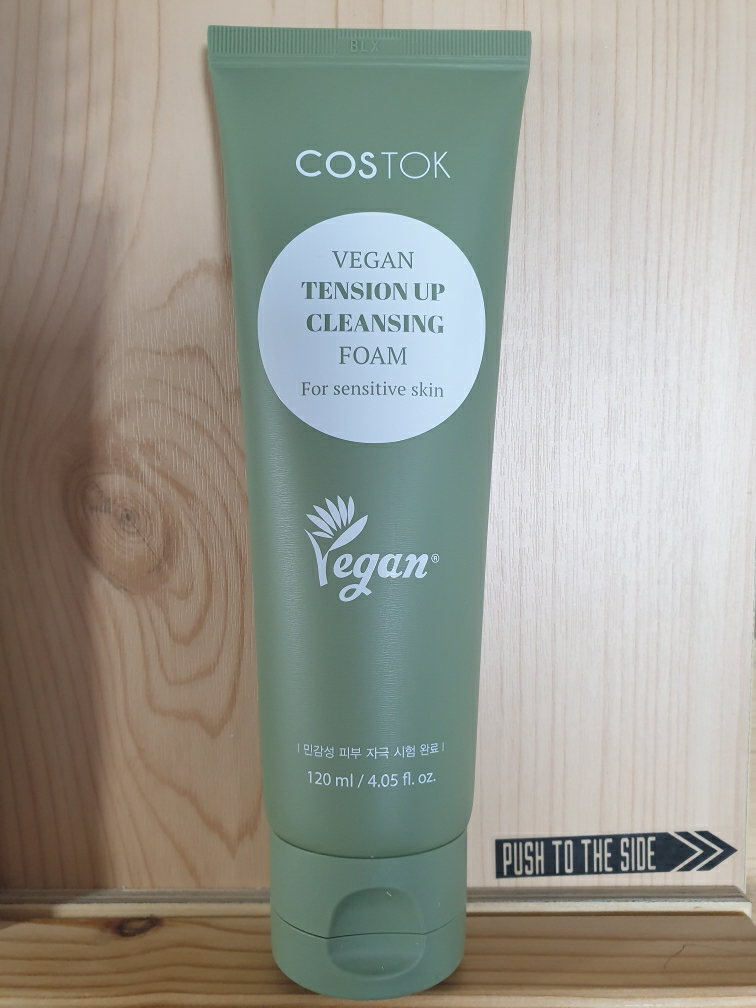 BLX
COSTOK
VEGAN
TENSION UP
CLEANSING
FOAM
For sensitive skin
Vegan®
| 민감성 피부 자극 시험 완료 |
120 ml / 4.05 fl. oz.
PUSH TO THE SIDE